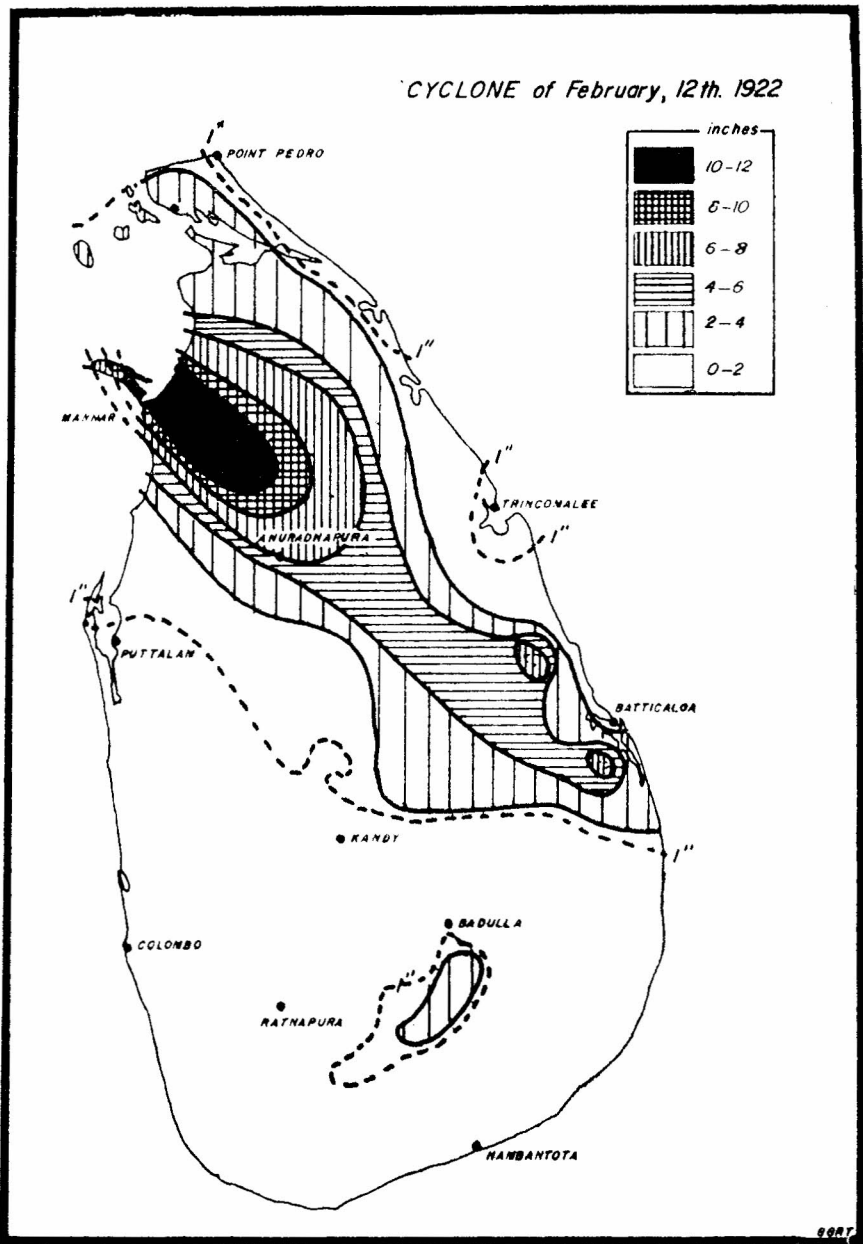 CYCLONE of February, 12th. 1922
inches
10-12
8-10
6-8
4-6
2-4
0-2
1"
POINT PEDRO
1"
MANNAR
1"
TRINCOMALEE
1"
ANURADHAPURA
1"
PUTTALAM
BATTICALOA
KANDY
1"
BADULLA
COLOMBO
1"
RATNAPURA
HAMBANTOTA